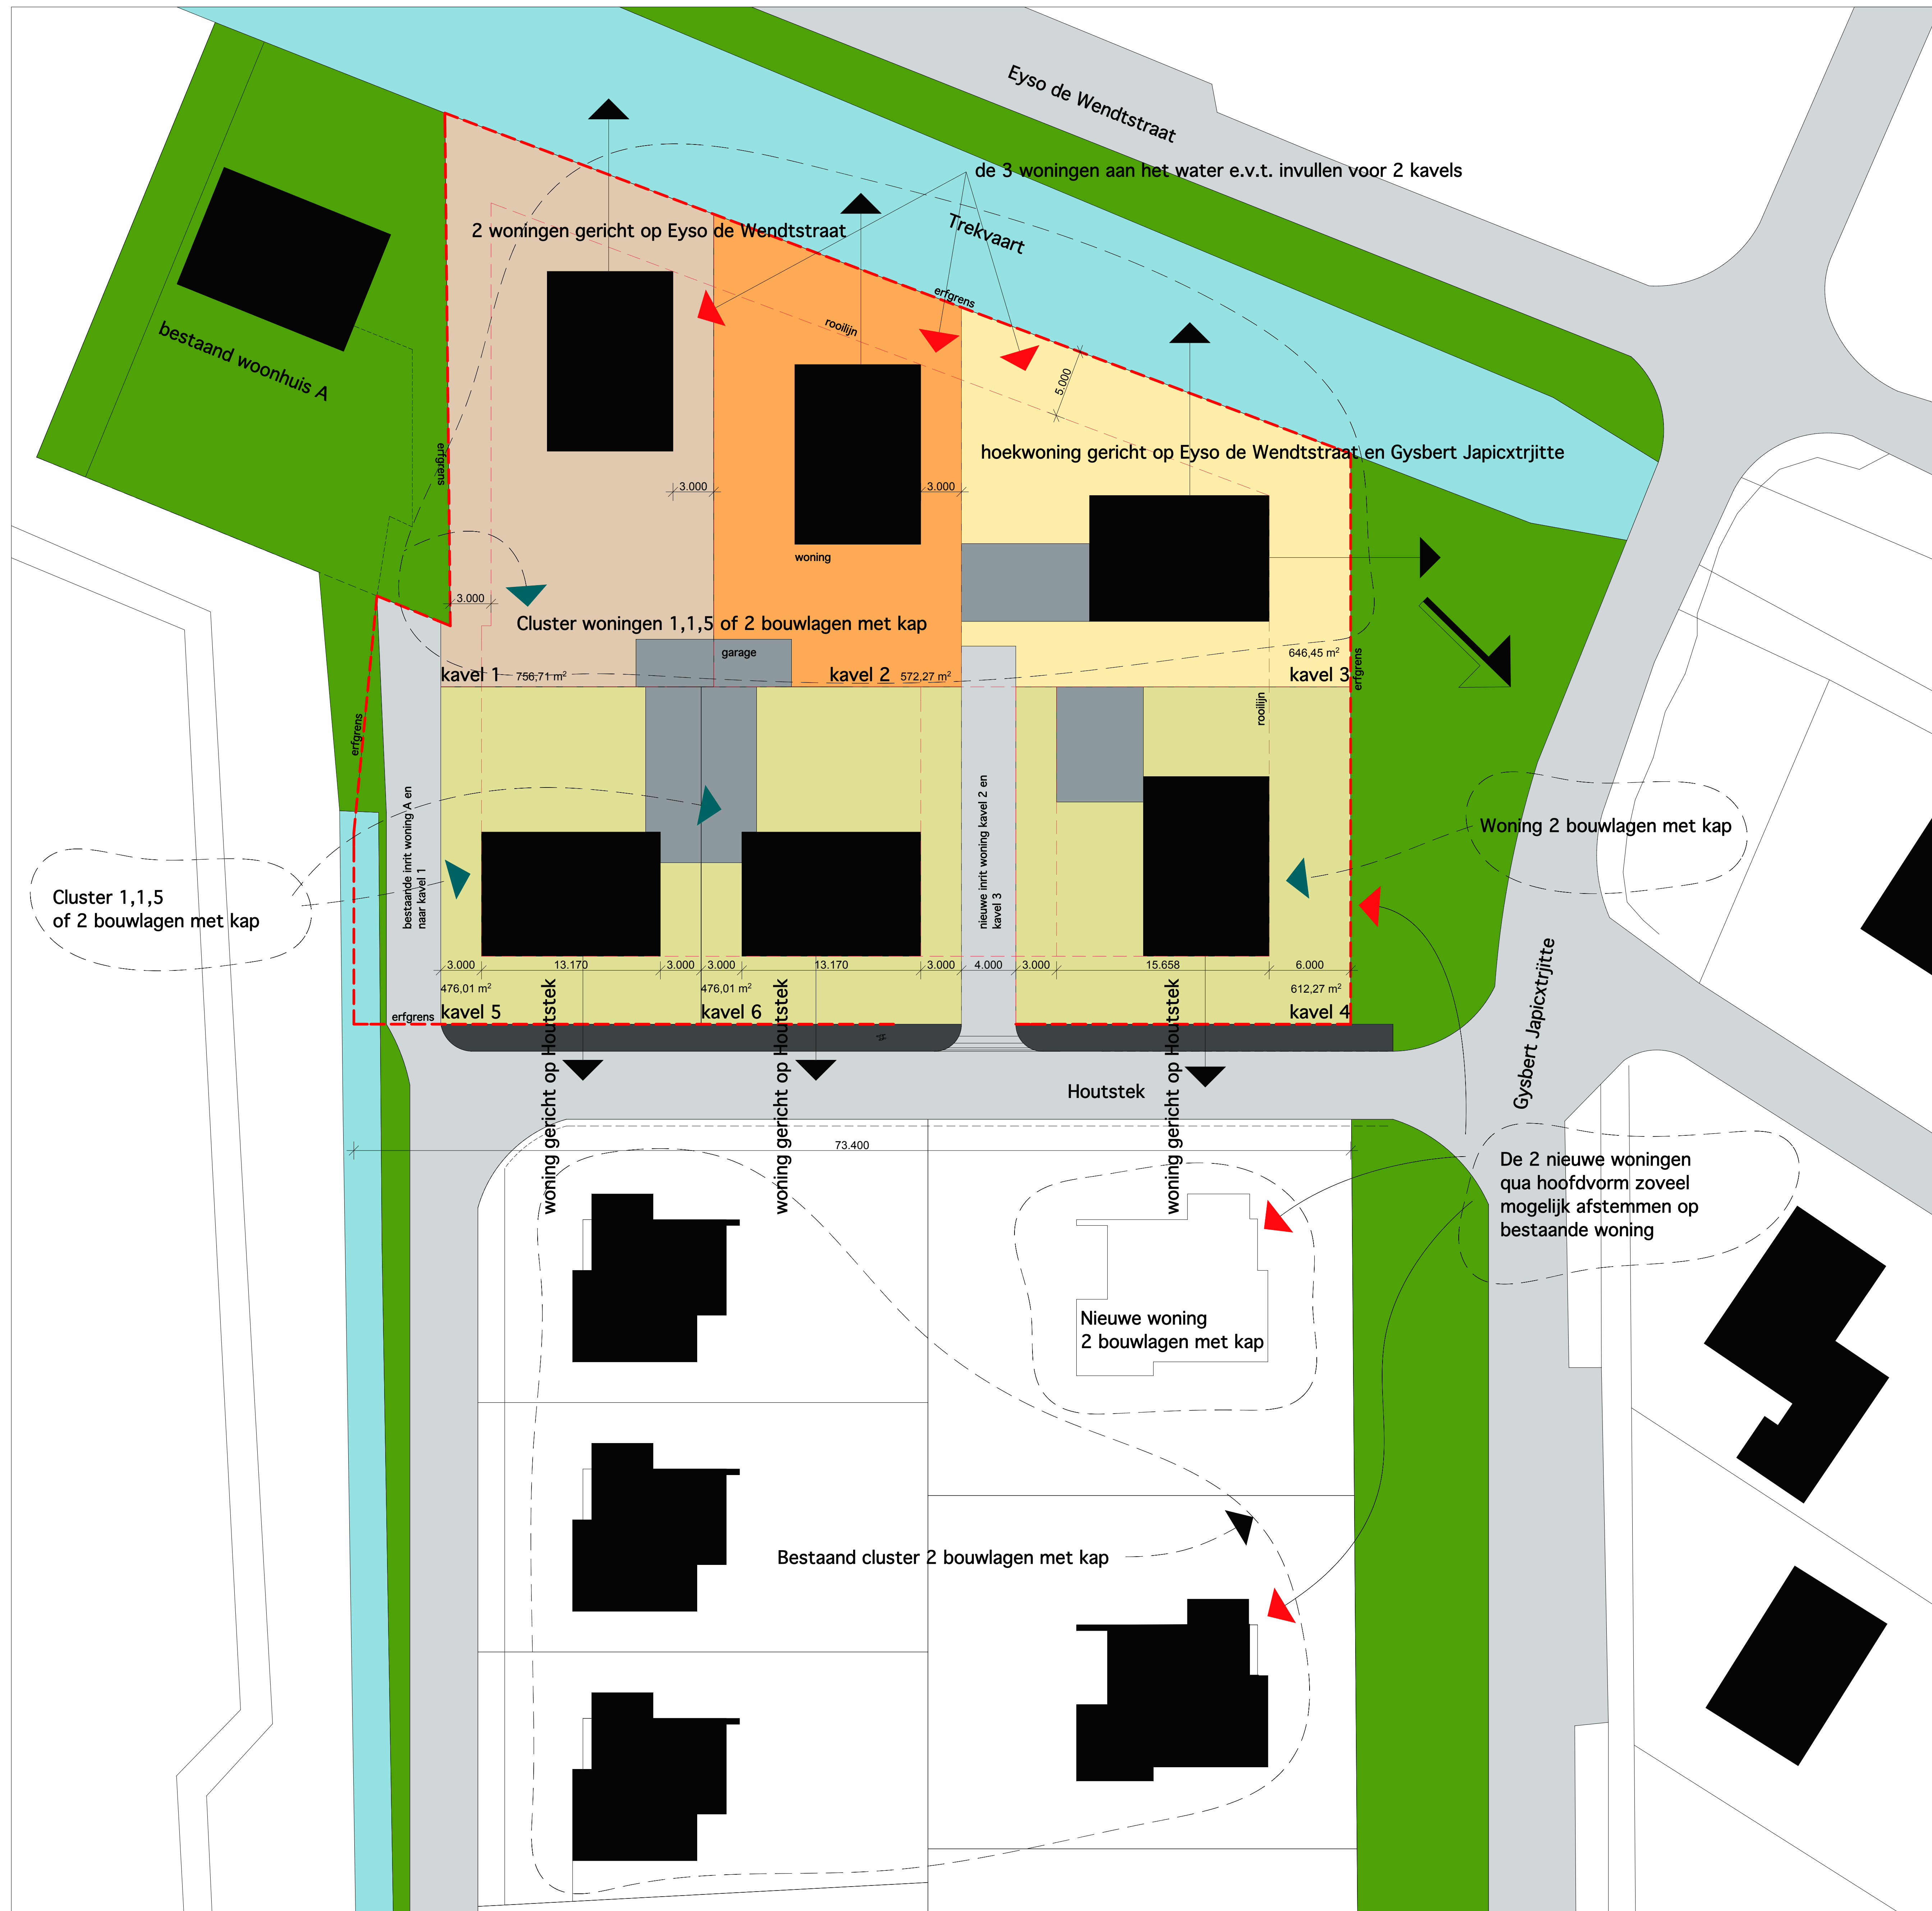 Eyso de Wendtstraat
de 3 woningen aan het water e.v.t. invullen voor 2 kavels
Trekvaart
2 woningen gericht op Eyso de Wendtstraat
erfgrens
rooilijn
bestaand woonhuis A
5.000
hoekwoning gericht op Eyso de Wendtstraat en Gysbert Japicxtrjitte
erfgrens
3.000
3.000
woning
3.000
Cluster woningen 1,1,5 of 2 bouwlagen met kap
garage
646,45 m²
kavel 1 756,71 m²
kavel 2 572,27 m²
kavel 3
erfgrens
rooilijn
erfgrens
bestaande inrit woning A en
naar kavel 1
nieuwe inrit woning kavel 2 en
kavel 3
Woning 2 bouwlagen met kap
Cluster 1,1,5
of 2 bouwlagen met kap
3.000
13.170
3.000
3.000
13.170
3.000
4.000
3.000
15.658
6.000
476,01 m²
476,01 m²
612,27 m²
kavel 5
kavel 6
kavel 4
erfgrens
woning gericht op Houtstek
woning gericht op Houtstek
woning gericht op Houtstek
Houtstek
Gysbert Japicxtrjitte
73.400
De 2 nieuwe woningen
qua hoofdvorm zoveel
mogelijk afstemmen op
bestaande woning
Nieuwe woning
2 bouwlagen met kap
Bestaand cluster 2 bouwlagen met kap